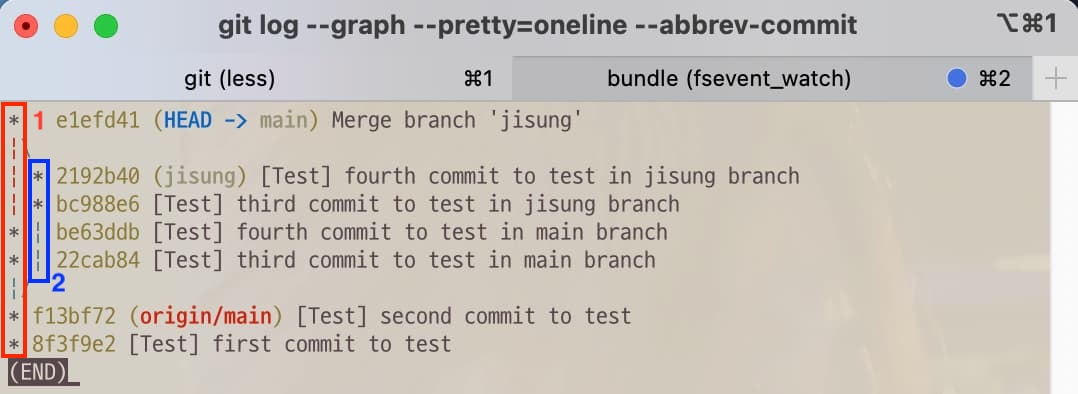 git log --graph --pretty=oneline --abbrev-commit ⌥⌘1
git (less) ⌘1 bundle (fsevent_watch) ⌘2 +
* 1 e1efd41 (HEAD -> main) Merge branch 'jisung'
|\
| * 2192b40 (jisung) [Test] fourth commit to test in jisung branch
| * bc988e6 [Test] third commit to test in jisung branch
* | be63ddb [Test] fourth commit to test in main branch
* | 22cab84 [Test] third commit to test in main branch
|/ 2
* f13bf72 (origin/main) [Test] second commit to test
* 8f3f9e2 [Test] first commit to test
(END)